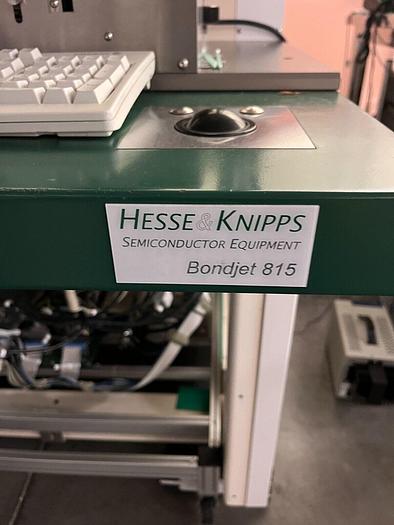 HESSE & KNIPPS
SEMICONDUCTOR EQUIPMENT
Bondjet 815